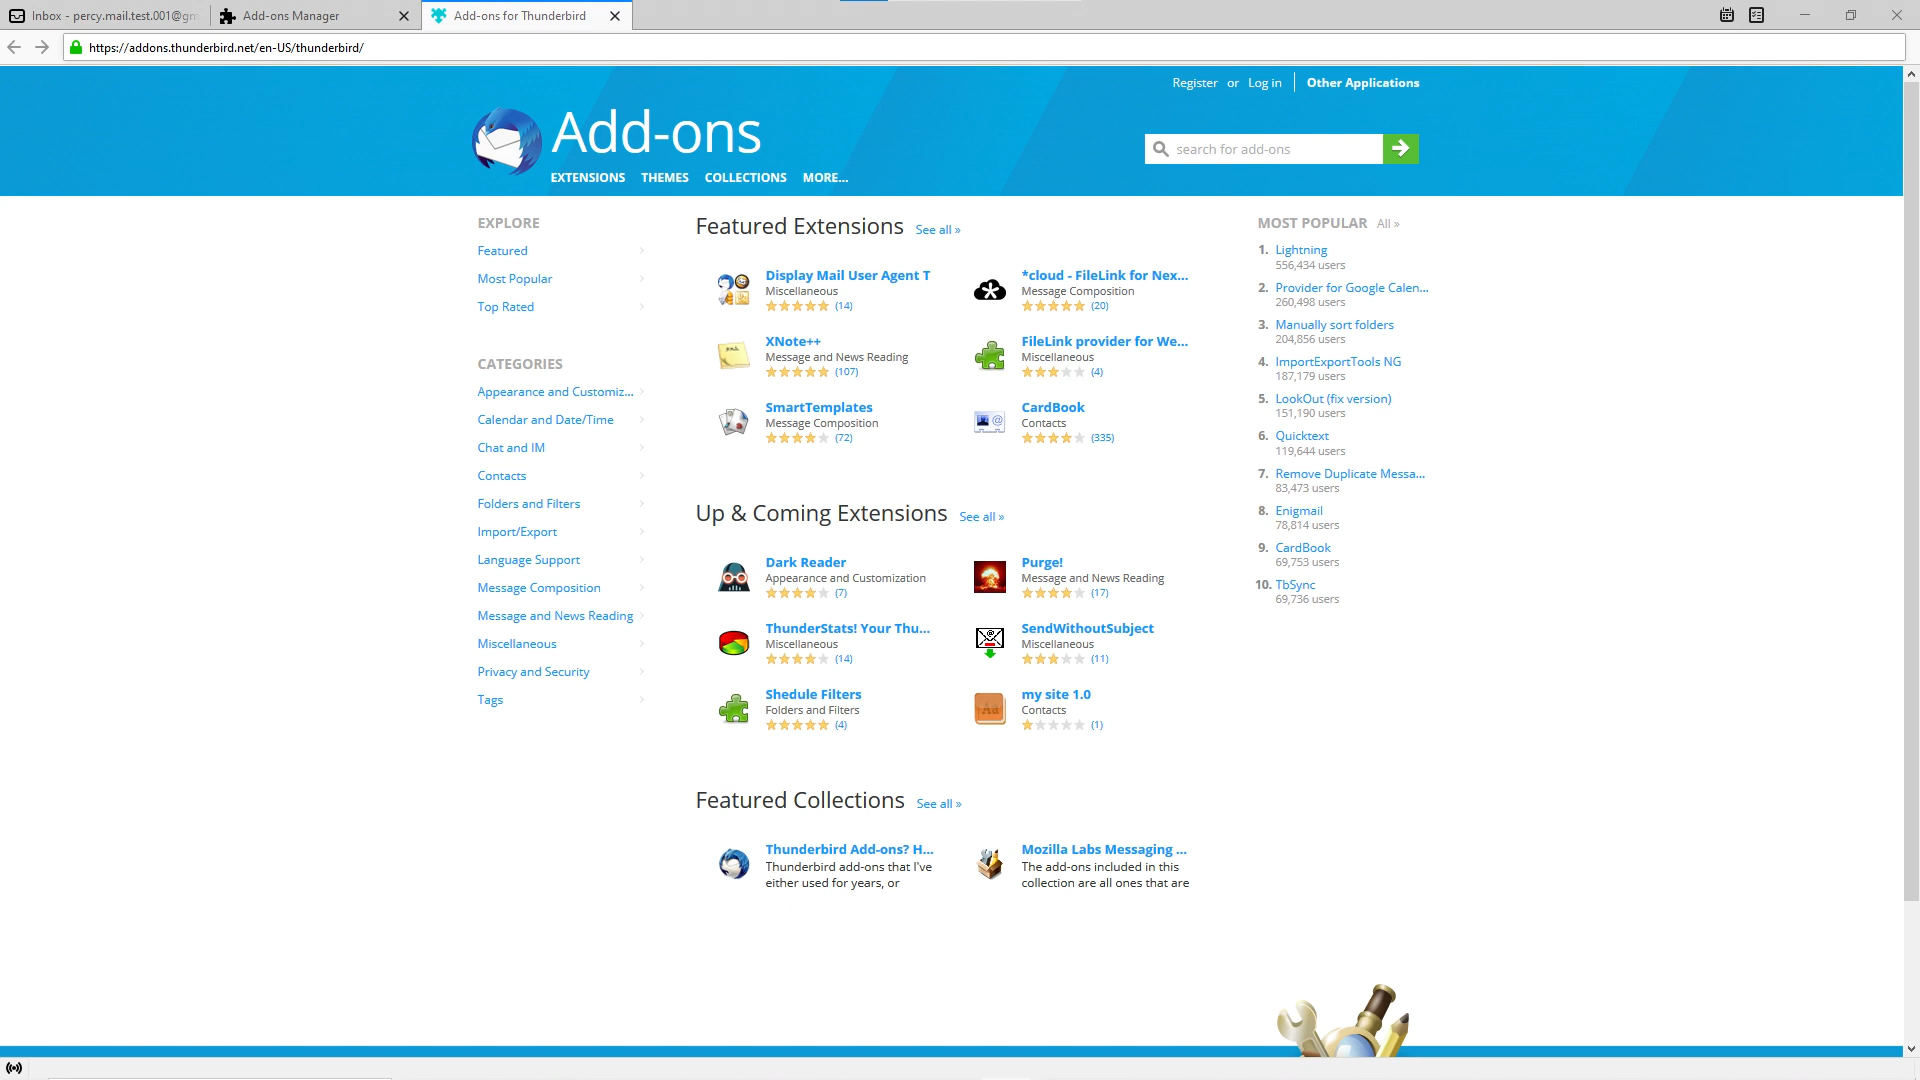 Inbox - percy.mail.test.001@gm
Add-ons Manager
Add-ons for Thunderbird
https://addons.thunderbird.net/en-US/thunderbird/
Register or Log in
Other Applications
Add-ons
search for add-ons
EXTENSIONS THEMES COLLECTIONS MORE...
EXPLORE
Featured
Most Popular
Top Rated
CATEGORIES
Appearance and Customiz...
Calendar and Date/Time
Chat and IM
Contacts
Folders and Filters
Import/Export
Language Support
Message Composition
Message and News Reading
Miscellaneous
Privacy and Security
Tags
Featured Extensions See all »
Display Mail User Agent T
Miscellaneous
(14)
*cloud - FileLink for Nex...
Message Composition
(20)
XNote++
Message and News Reading
(107)
FileLink provider for We...
Miscellaneous
(4)
SmartTemplates
Message Composition
(72)
CardBook
Contacts
(335)
Up & Coming Extensions See all »
Dark Reader
Appearance and Customization
(7)
Purge!
Message and News Reading
(17)
ThunderStats! Your Thu...
Miscellaneous
(14)
SendWithoutSubject
Miscellaneous
(11)
Shedule Filters
Folders and Filters
(4)
my site 1.0
Contacts
(1)
Featured Collections See all »
Thunderbird Add-ons? H...
Thunderbird add-ons that I've
either used for years, or
Mozilla Labs Messaging ...
The add-ons included in this
collection are all ones that are
MOST POPULAR All »
1. Lightning
556,434 users
2. Provider for Google Calen...
260,498 users
3. Manually sort folders
204,856 users
4. ImportExportTools NG
187,179 users
5. LookOut (fix version)
151,190 users
6. Quicktext
119,644 users
7. Remove Duplicate Messa...
83,473 users
8. Enigmail
78,814 users
9. CardBook
69,753 users
10. TbSync
69,736 users